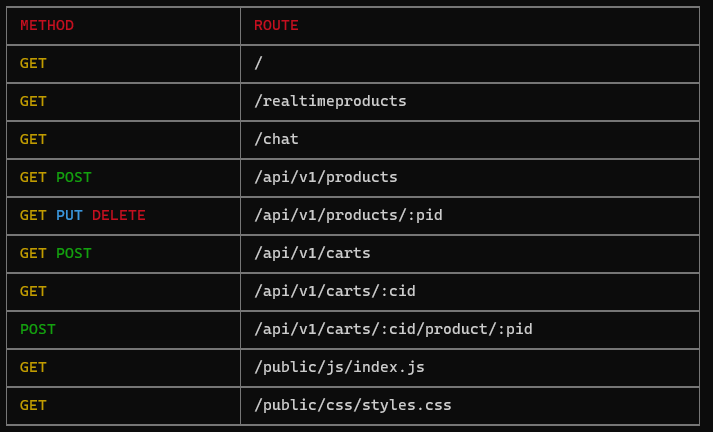 METHOD ROUTE
GET /
GET /realtimeproducts
GET /chat
GET POST /api/v1/products
GET PUT DELETE /api/v1/products/:pid
GET POST /api/v1/carts
GET /api/v1/carts/:cid
POST /api/v1/carts/:cid/product/:pid
GET /public/js/index.js
GET /public/css/styles.css